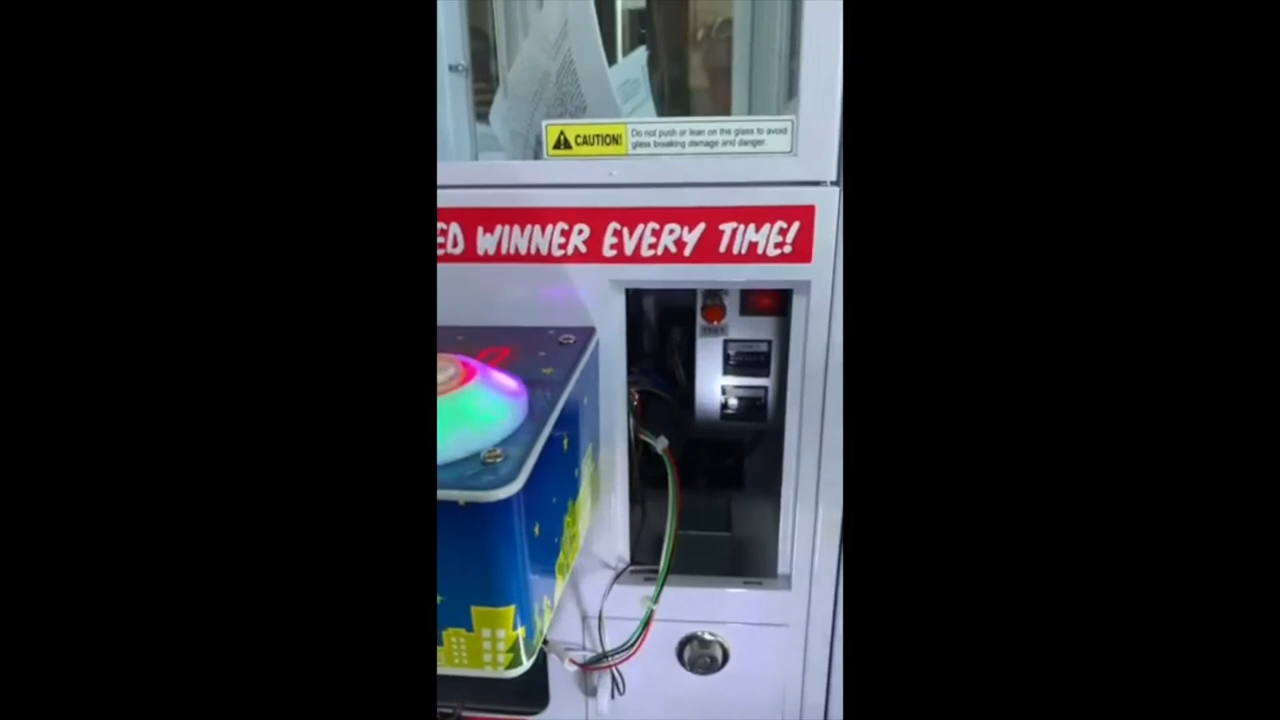 CAUTION!
Do not push or lean on the glass to avoid
glass breaking damage and danger.
ED WINNER EVERY TIME!